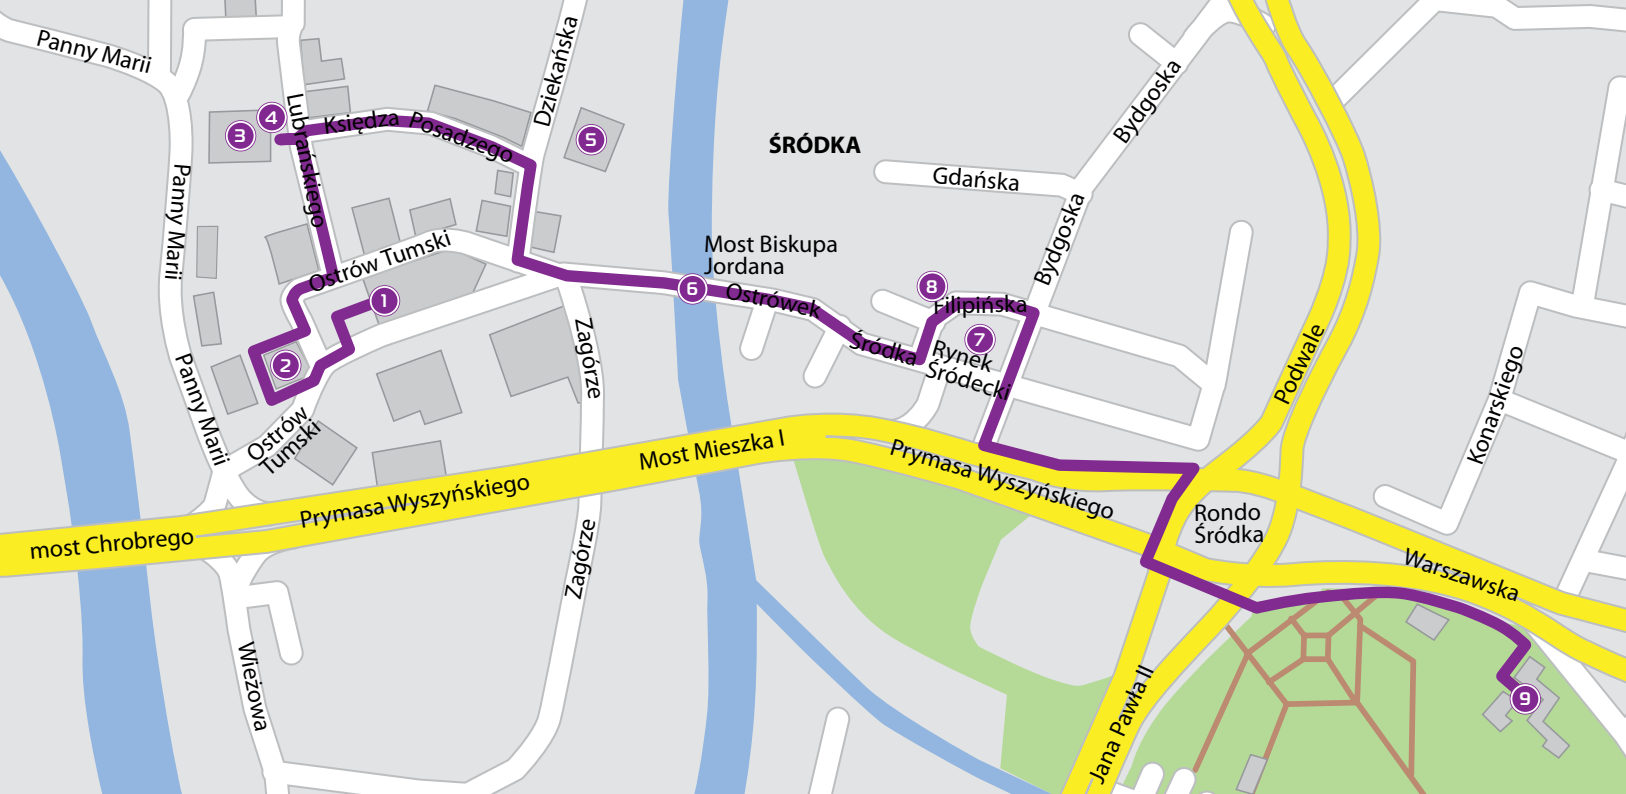 Panny Marii
Lubrańskiego
Księdza Posadzego
Dziekańska
4
3
5
ŚRÓDKA
Bydgoska
Gdańska
Panny Marii
Bydgoska
Ostrów Tumski
Most Biskupa
Jordana
1
6
Ostrówek
8
Filipińska
7
Śródka
Rynek
Śródecki
2
Zagórze
Podwale
Konarskiego
Panny Marii
Ostrów
Tumski
Most Mieszka I
Prymasa Wyszyńskiego
Prymasa Wyszyńskiego
most Chrobrego
Rondo
Śródka
Zagórze
Warszawska
Wieżowa
Jana Pawła II
9